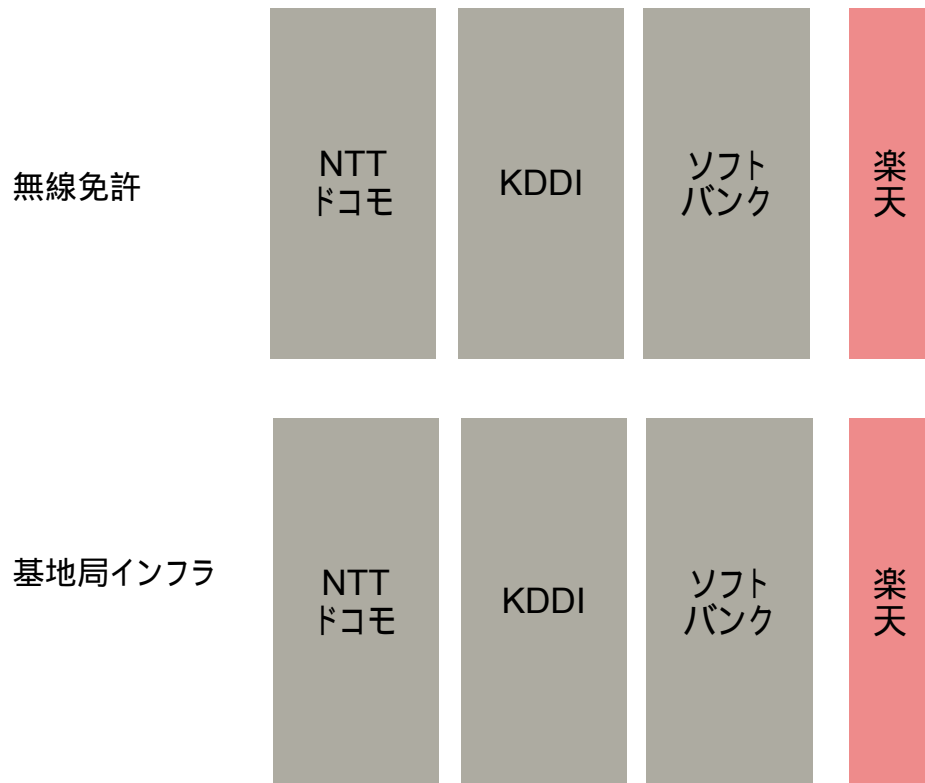 無線免許
NTT
ドコモ
KDDI
ソフト
バンク
楽
天
基地局インフラ
NTT
ドコモ
KDDI
ソフト
バンク
楽
天